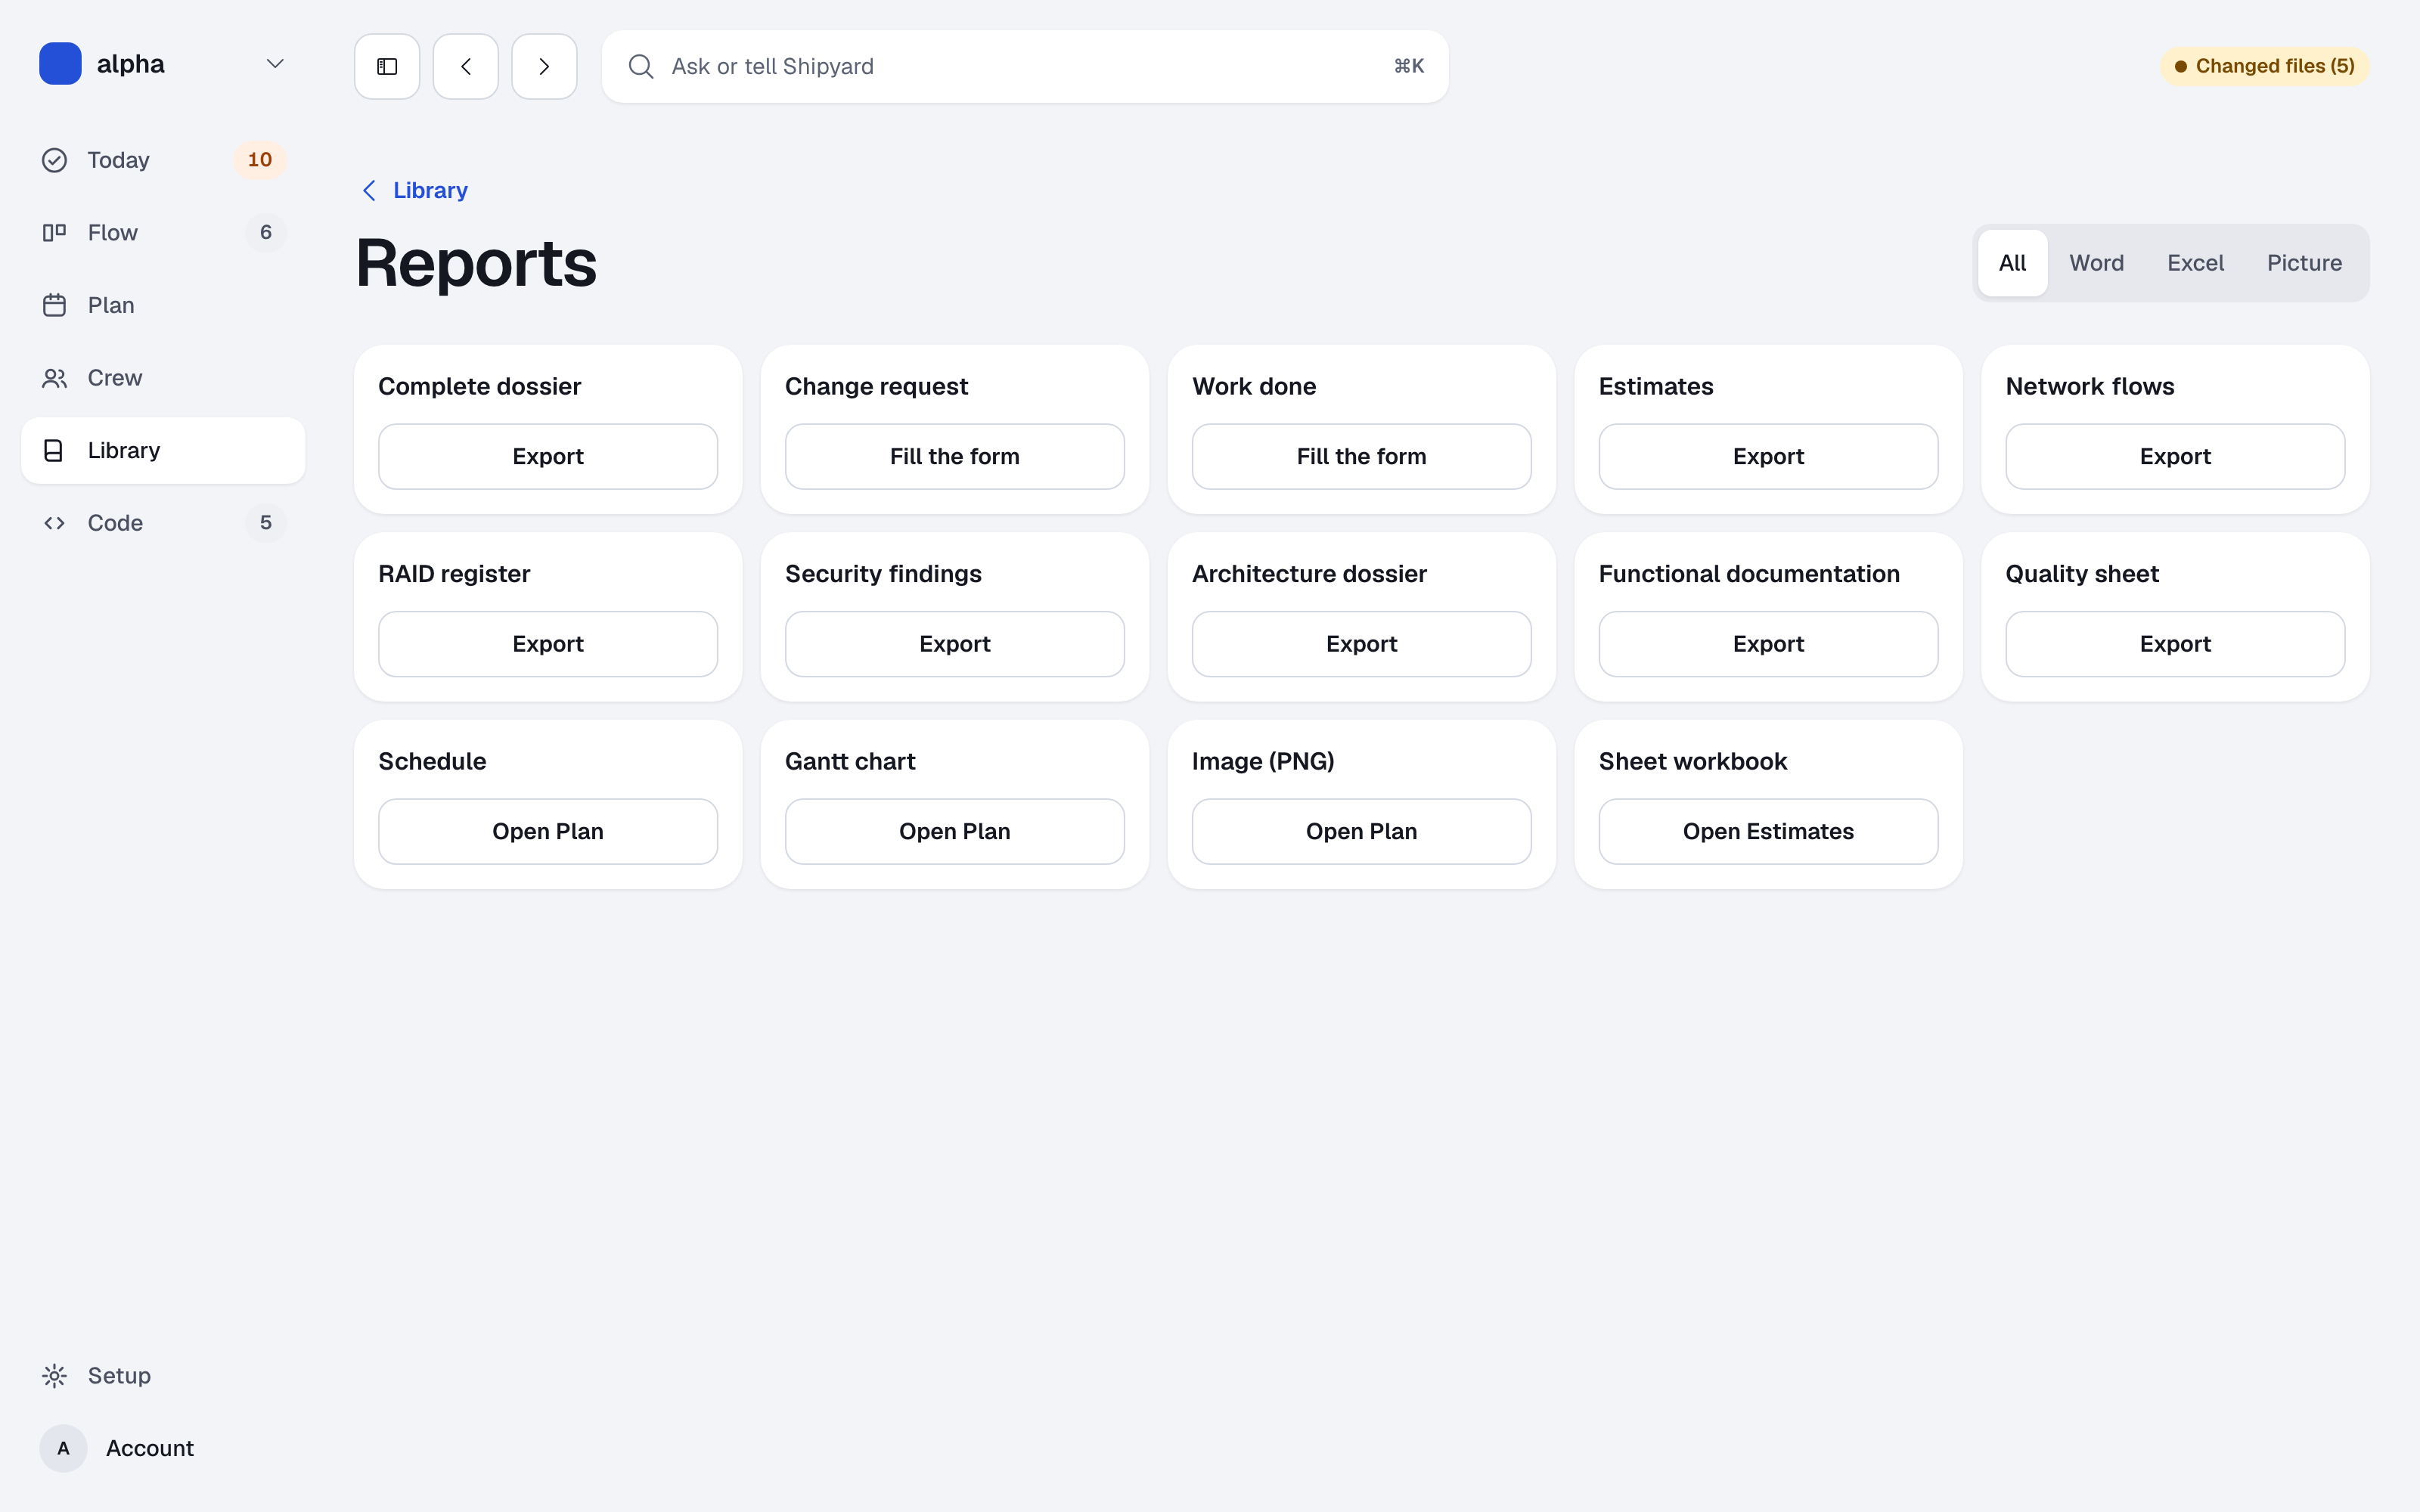 alpha
Ask or tell Shipyard
⌘K
Changed files (5)
Today 10
Flow 6
Plan
Crew
Library
Code 5
Setup
A Account
Library
Reports
All Word Excel Picture
Complete dossier
Export
Change request
Fill the form
Work done
Fill the form
Estimates
Export
Network flows
Export
RAID register
Export
Security findings
Export
Architecture dossier
Export
Functional documentation
Export
Quality sheet
Export
Schedule
Open Plan
Gantt chart
Open Plan
Image (PNG)
Open Plan
Sheet workbook
Open Estimates